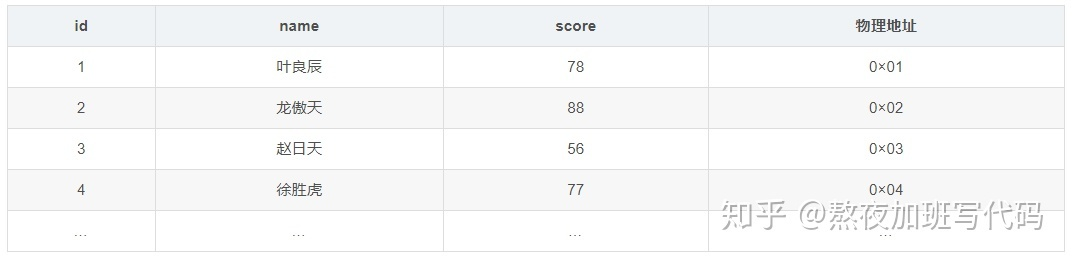 id name score 物理地址
1 叶良辰 78 0×01
2 龙傲天 88 0×02
3 赵日天 56 0×03
4 徐胜虎 77 0×04
... ... ... ...
知乎 @熬夜加班写代码